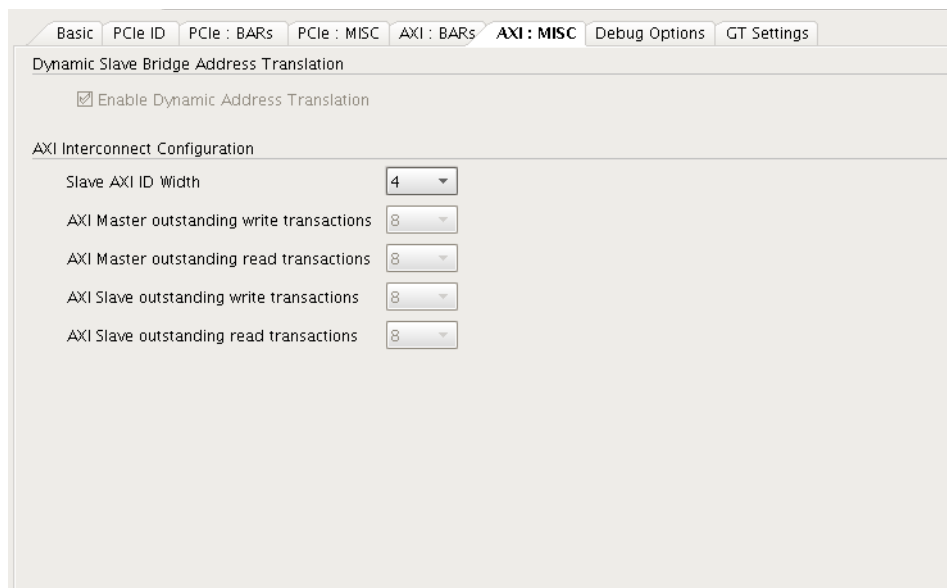 Basic PCIe ID PCIe : BARs PCIe : MISC AXI : BARs AXI : MISC Debug Options GT Settings
Dynamic Slave Bridge Address Translation
Enable Dynamic Address Translation
AXI Interconnect Configuration
Slave AXI ID Width 4
AXI Master outstanding write transactions 8
AXI Master outstanding read transactions 8
AXI Slave outstanding write transactions 8
AXI Slave outstanding read transactions 8